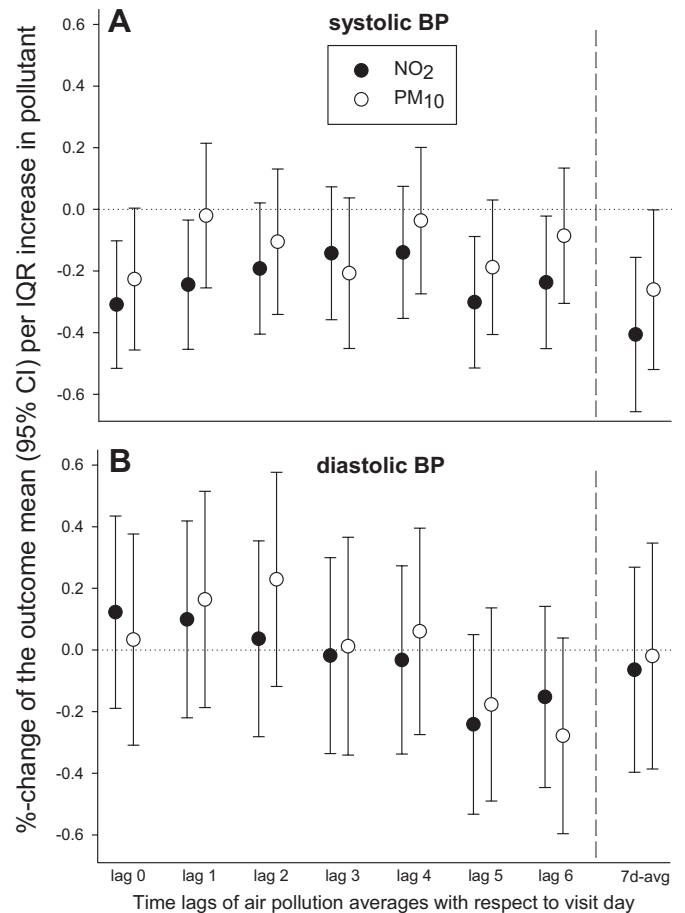 %-change of the outcome mean (95% CI) per IQR increase in pollutant
A
systolic BP
NO2
PM10
0.6
0.4
0.2
0.0
-0.2
-0.4
-0.6
B
diastolic BP
0.6
0.4
0.2
0.0
-0.2
-0.4
-0.6
lag 0 lag 1 lag 2 lag 3 lag 4 lag 5 lag 6 7d-avg
Time lags of air pollution averages with respect to visit day